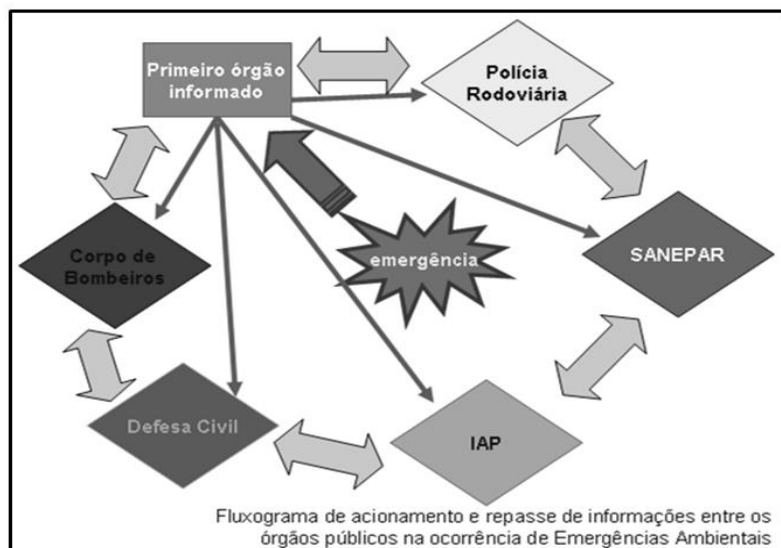 Primeiro órgão
informado
Polícia
Rodoviária
Corpo de
Bombeiros
emergência
SANEPAR
Defesa Civil
IAP
Fluxograma de acionamento e repasse de informações entre os
órgãos públicos na ocorrência de Emergências Ambientais